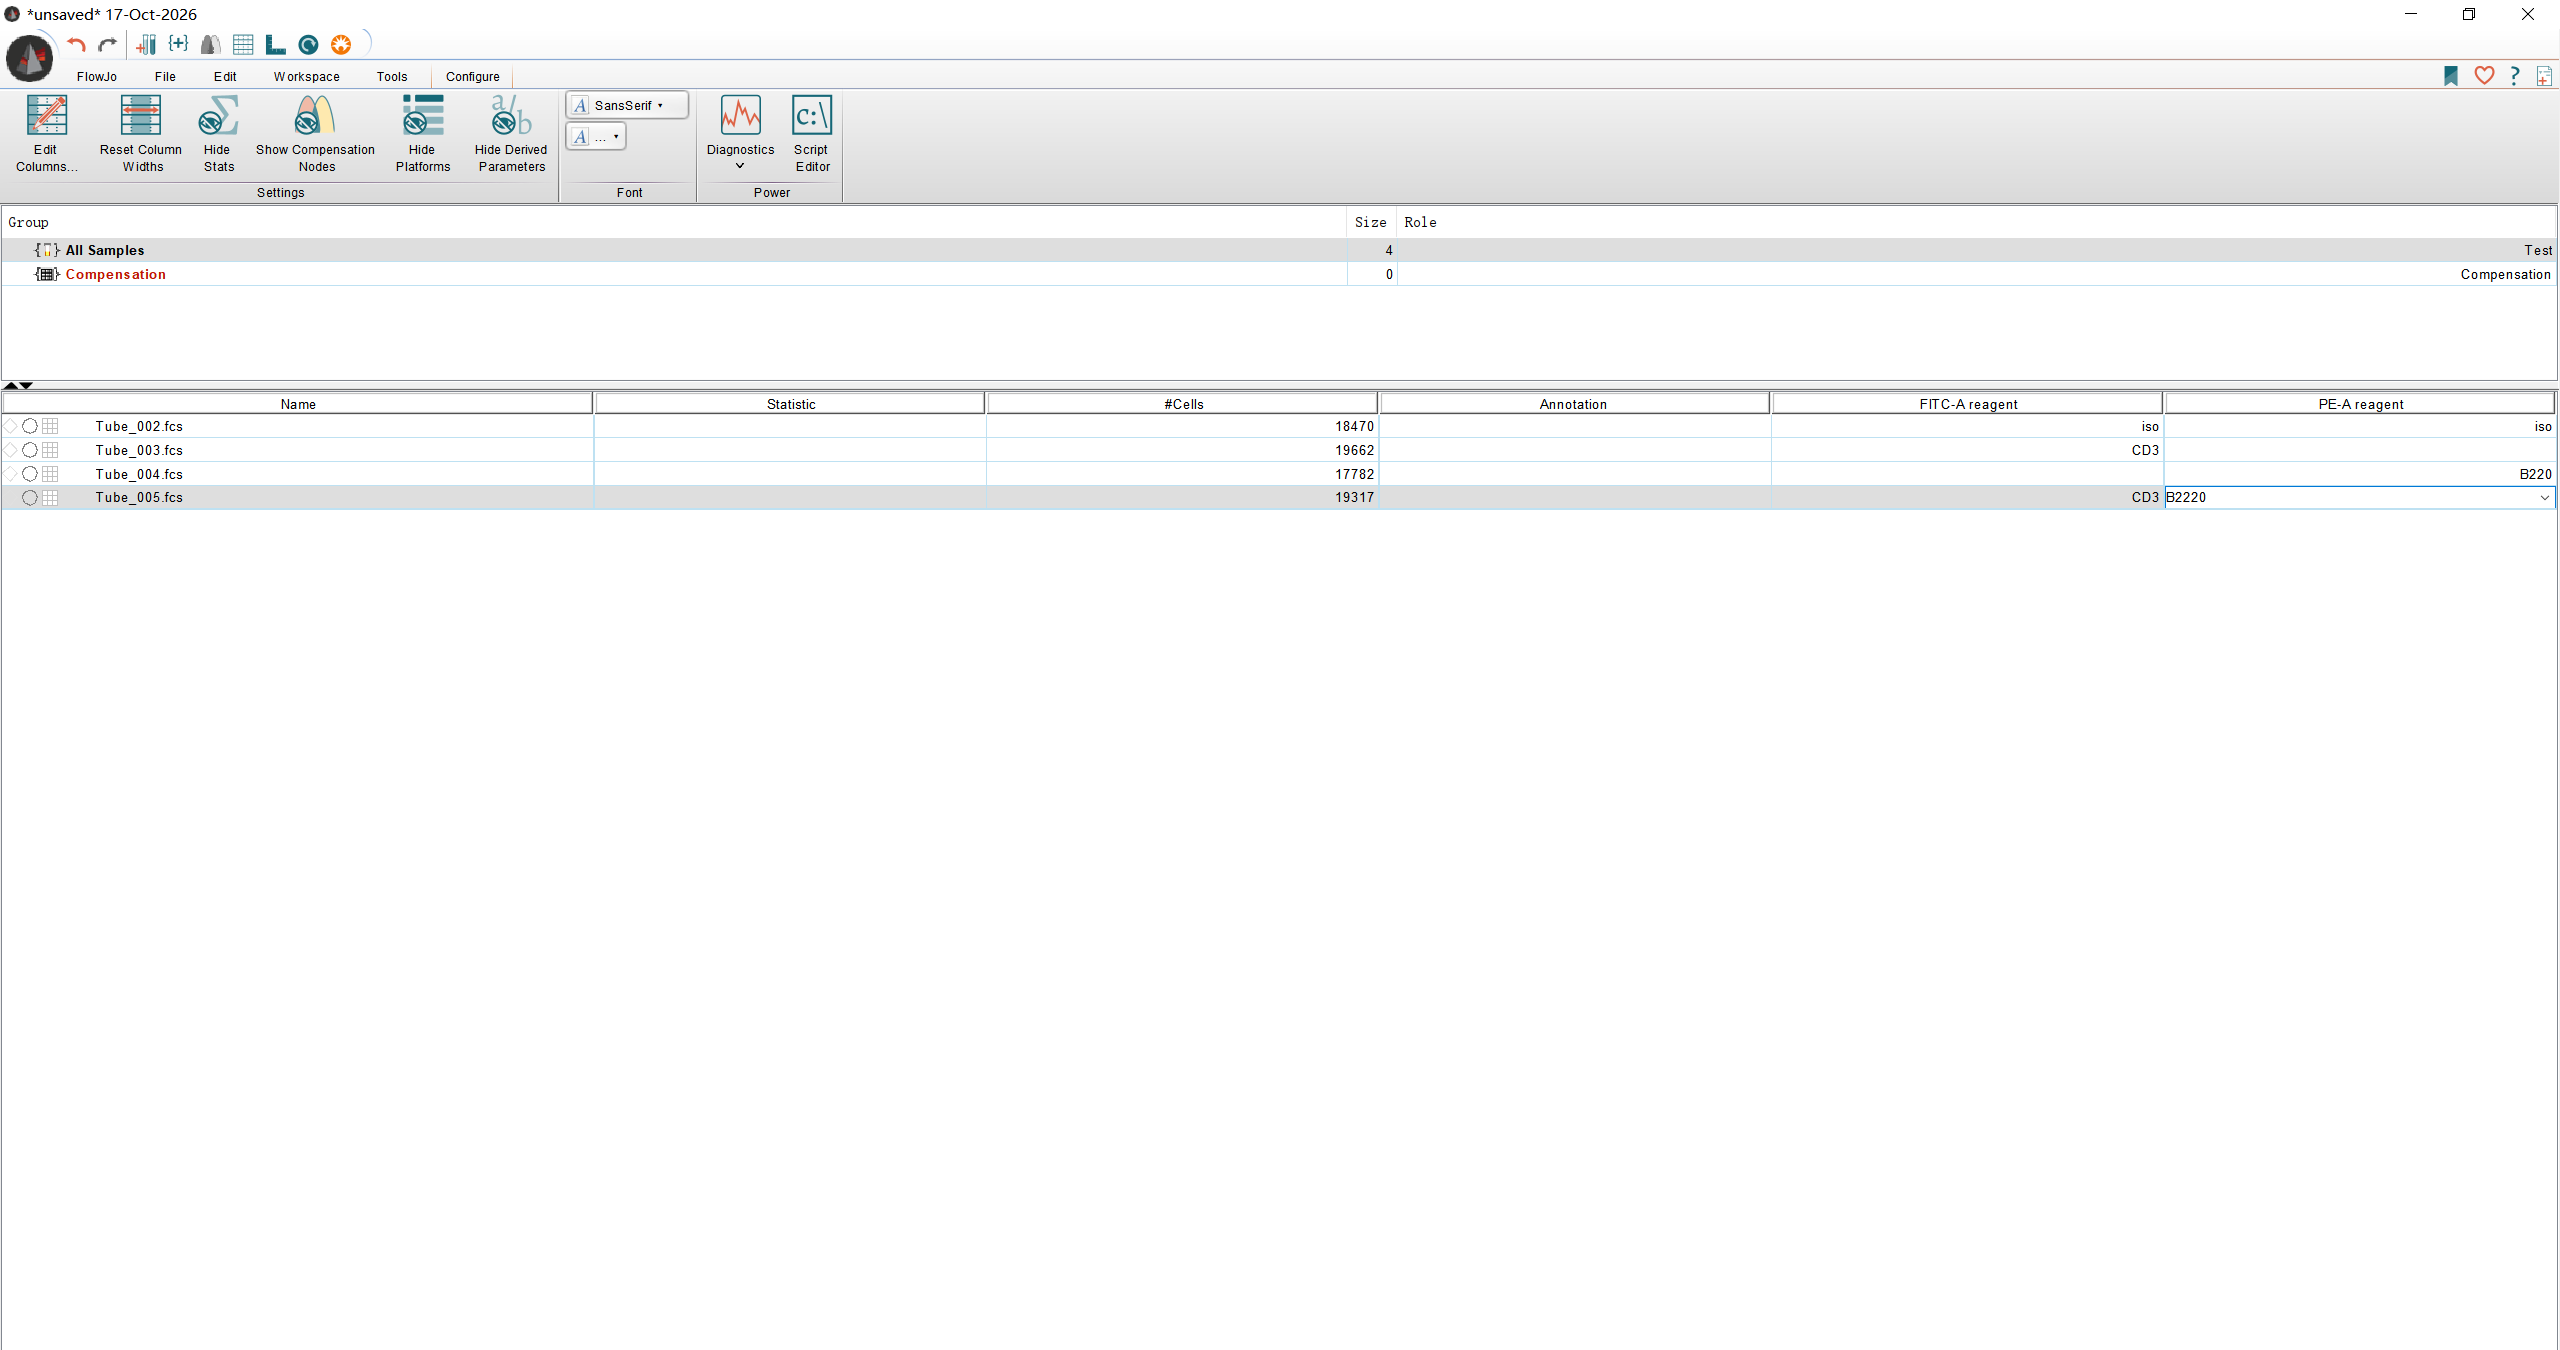 *unsaved* 17-Oct-2026
FlowJo File Edit Workspace Tools Configure
Edit Columns... Reset Column Widths Hide Stats Show Compensation Nodes Hide Platforms Hide Derived Parameters
Settings
A SansSerif
A ...
Font
Diagnostics c:\ Script Editor
Power
Group Size Role
All Samples 4 Test
Compensation 0 Compensation
Name Statistic #Cells Annotation FITC-A reagent PE-A reagent
Tube_002.fcs 18470 iso iso
Tube_003.fcs 19662 CD3
Tube_004.fcs 17782 B220
Tube_005.fcs 19317 CD3 B2220